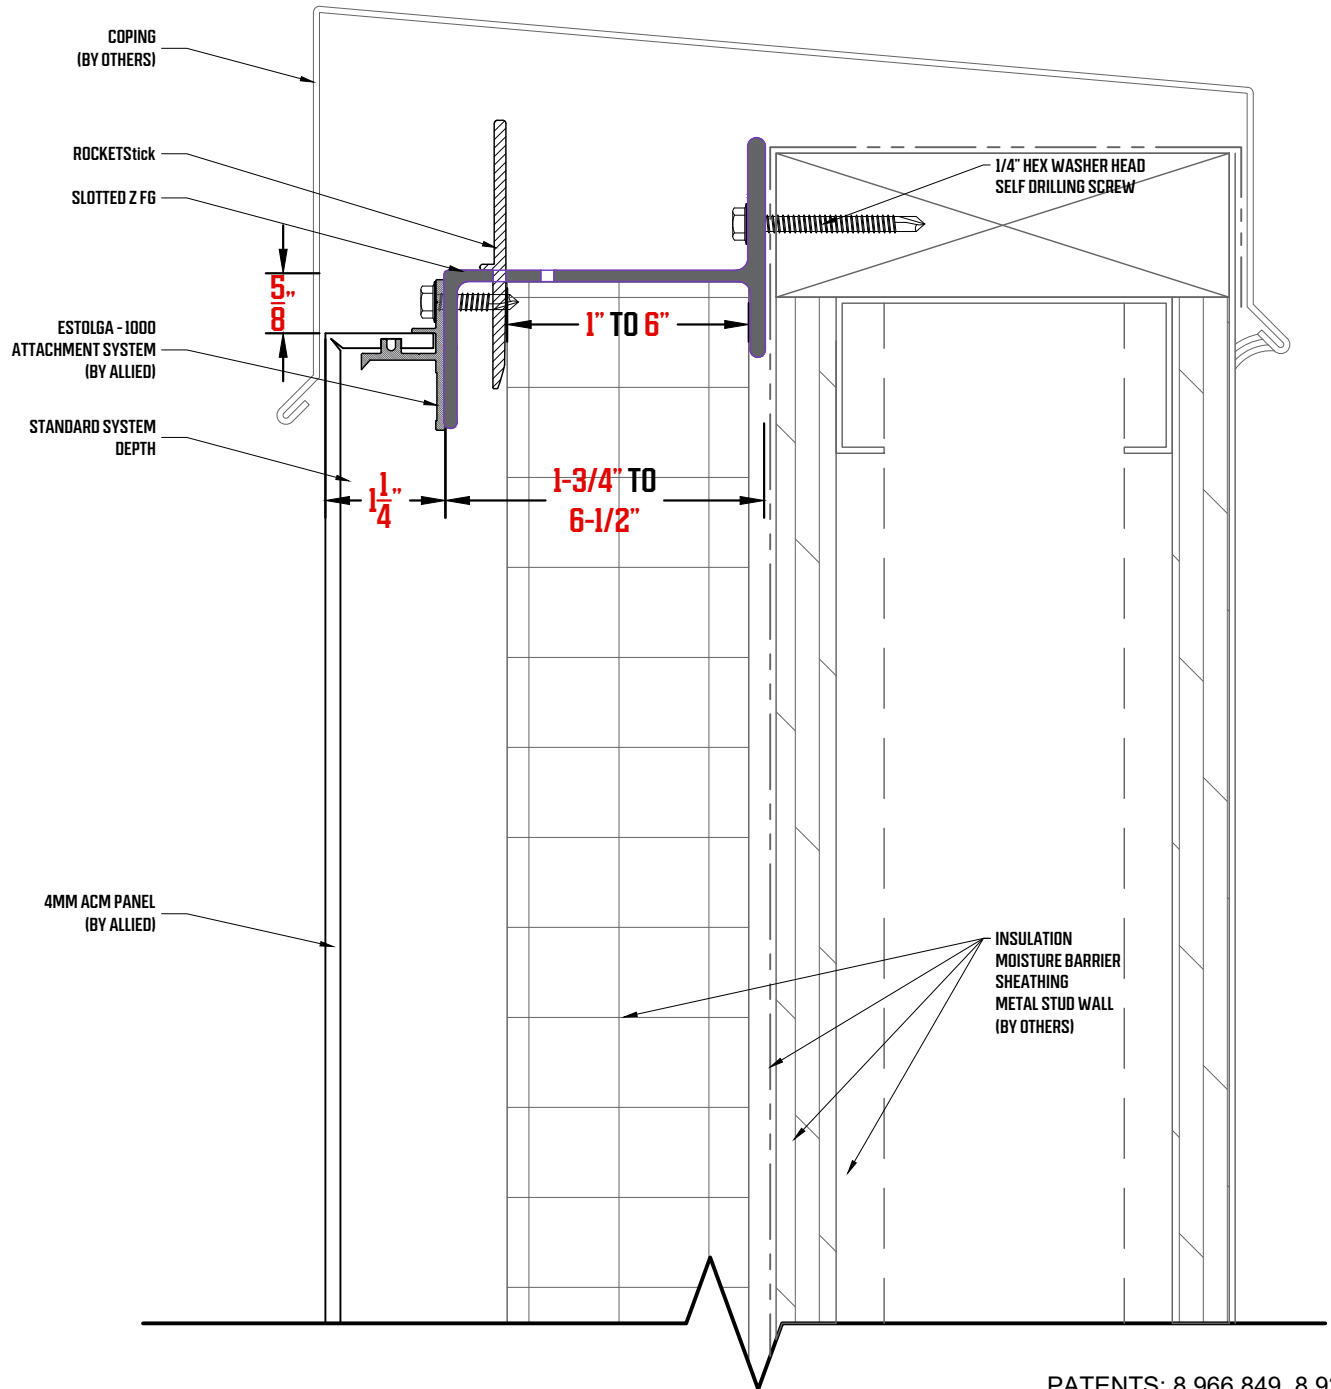 COPING
(BY OTHERS)
ROCKETStick
SLOTTED Z FG
1/4" HEX WASHER HEAD
SELF DRILLING SCREW
5"
8
1" TO 6"
ESTOLGA - 1000
ATTACHMENT SYSTEM
(BY ALLIED)
STANDARD SYSTEM
DEPTH
1 1/4"
1-3/4" TO
6-1/2"
4MM ACM PANEL
(BY ALLIED)
INSULATION
MOISTURE BARRIER
SHEATHING
METAL STUD WALL
(BY OTHERS)
PATENTS: 8,966,849